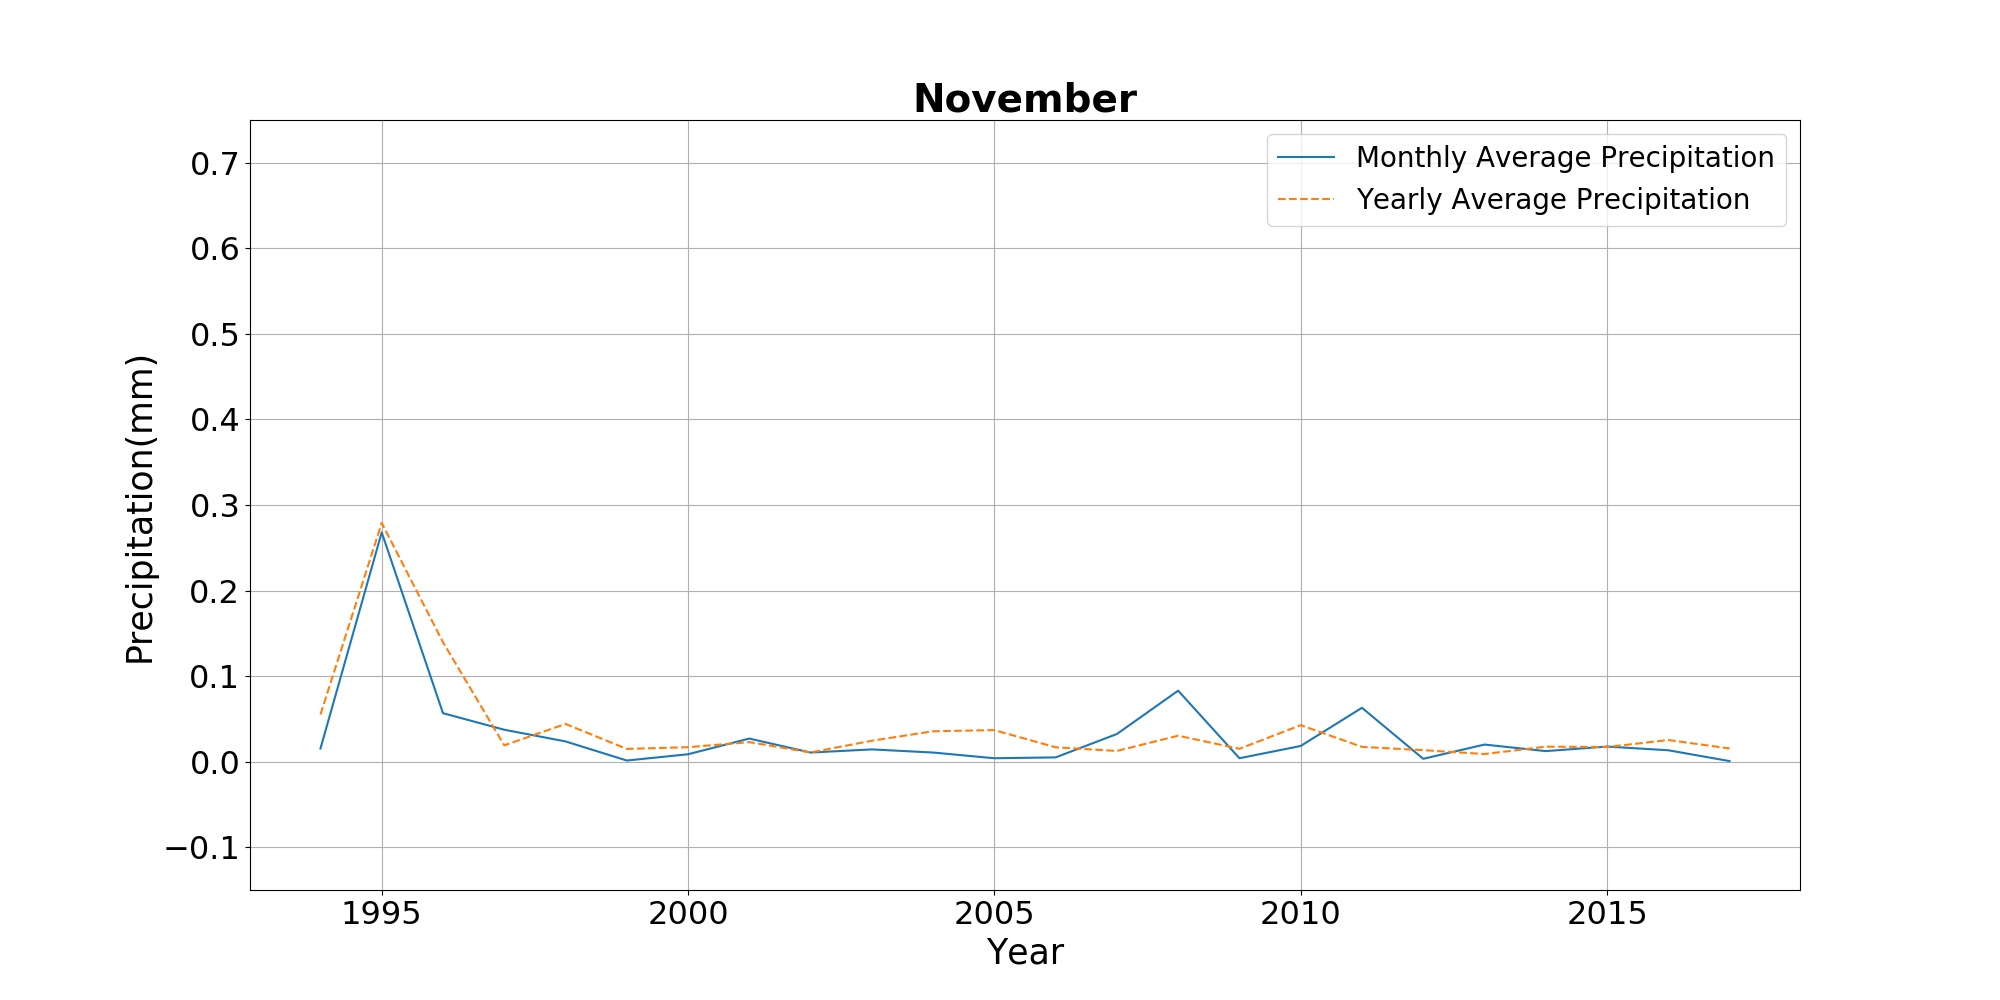 November
Monthly Average Precipitation
Yearly Average Precipitation
Precipitation(mm)
0.7
0.6
0.5
0.4
0.3
0.2
0.1
0.0
−0.1
1995 2000 2005 2010 2015
Year